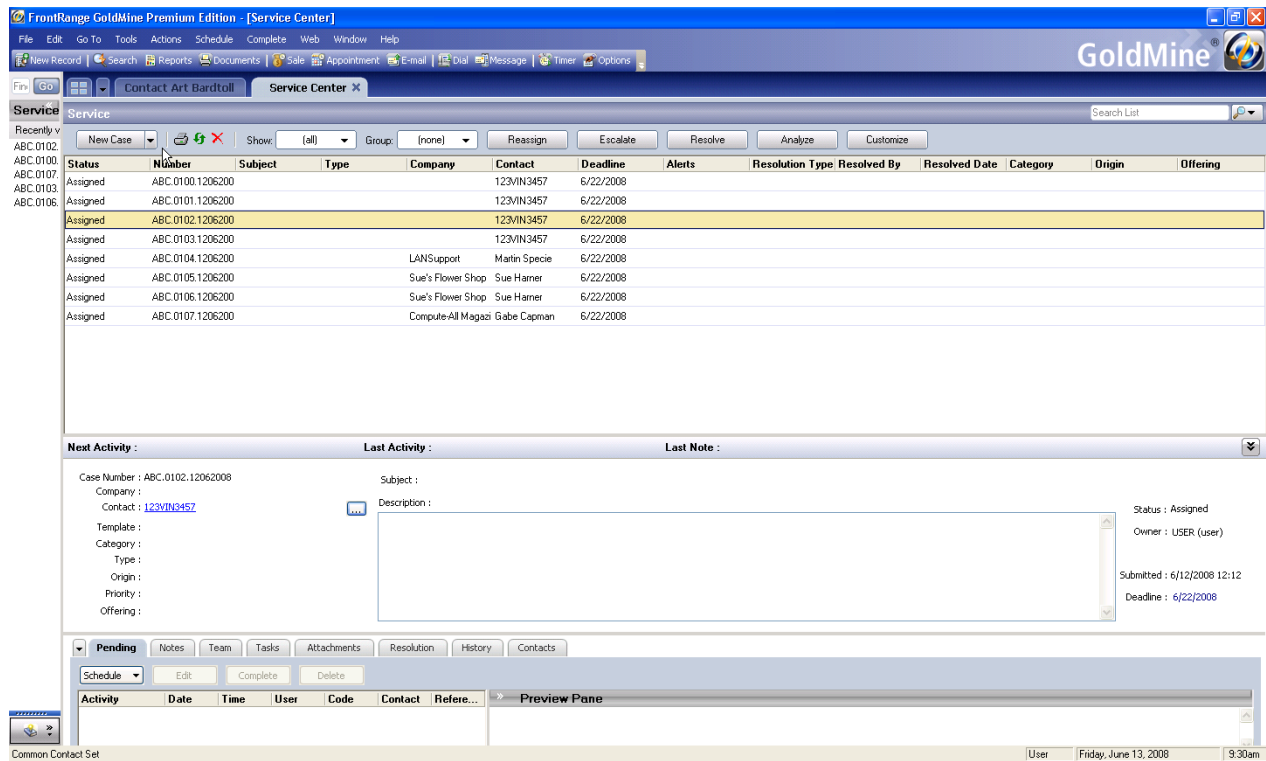 FrontRange GoldMine Premium Edition - [Service Center]
File Edit Go To Tools Actions Schedule Complete Web Window Help
New Record Search Reports Documents Sale Appointment E-mail Dial Message Timer Options
GoldMine®
Go Contact Art Bardtoll Service Center
Service Service Search List
Recently v
New Case Show: (all) Group: (none) Reassign Escalate Resolve Analyze Customize
ABC.0102.
ABC.0100.
ABC.0107.
ABC.0103.
ABC.0106.
Status Number Subject Type Company Contact Deadline Alerts Resolution Type Resolved By Resolved Date Category Origin Offering
Assigned ABC.0100.1206200 123VIN3457 6/22/2008
Assigned ABC.0101.1206200 123VIN3457 6/22/2008
Assigned ABC.0102.1206200 123VIN3457 6/22/2008
Assigned ABC.0103.1206200 123VIN3457 6/22/2008
Assigned ABC.0104.1206200 LANSupport Martin Specie 6/22/2008
Assigned ABC.0105.1206200 Sue's Flower Shop Sue Harner 6/22/2008
Assigned ABC.0106.1206200 Sue's Flower Shop Sue Harner 6/22/2008
Assigned ABC.0107.1206200 Compute-All Magazi Gabe Capman 6/22/2008
Next Activity : Last Activity : Last Note :
Case Number : ABC.0102.12062008
Company :
Contact : 123VIN3457
...
Template :
Category :
Type :
Origin :
Priority :
Offering :
Subject :
Description :
Status : Assigned
Owner : USER (user)
Submitted : 6/12/2008 12:12
Deadline : 6/22/2008
Pending Notes Team Tasks Attachments Resolution History Contacts
Schedule Edit Complete Delete
Activity Date Time User Code Contact Refere... Preview Pane
Common Contact Set User Friday, June 13, 2008 9:30am